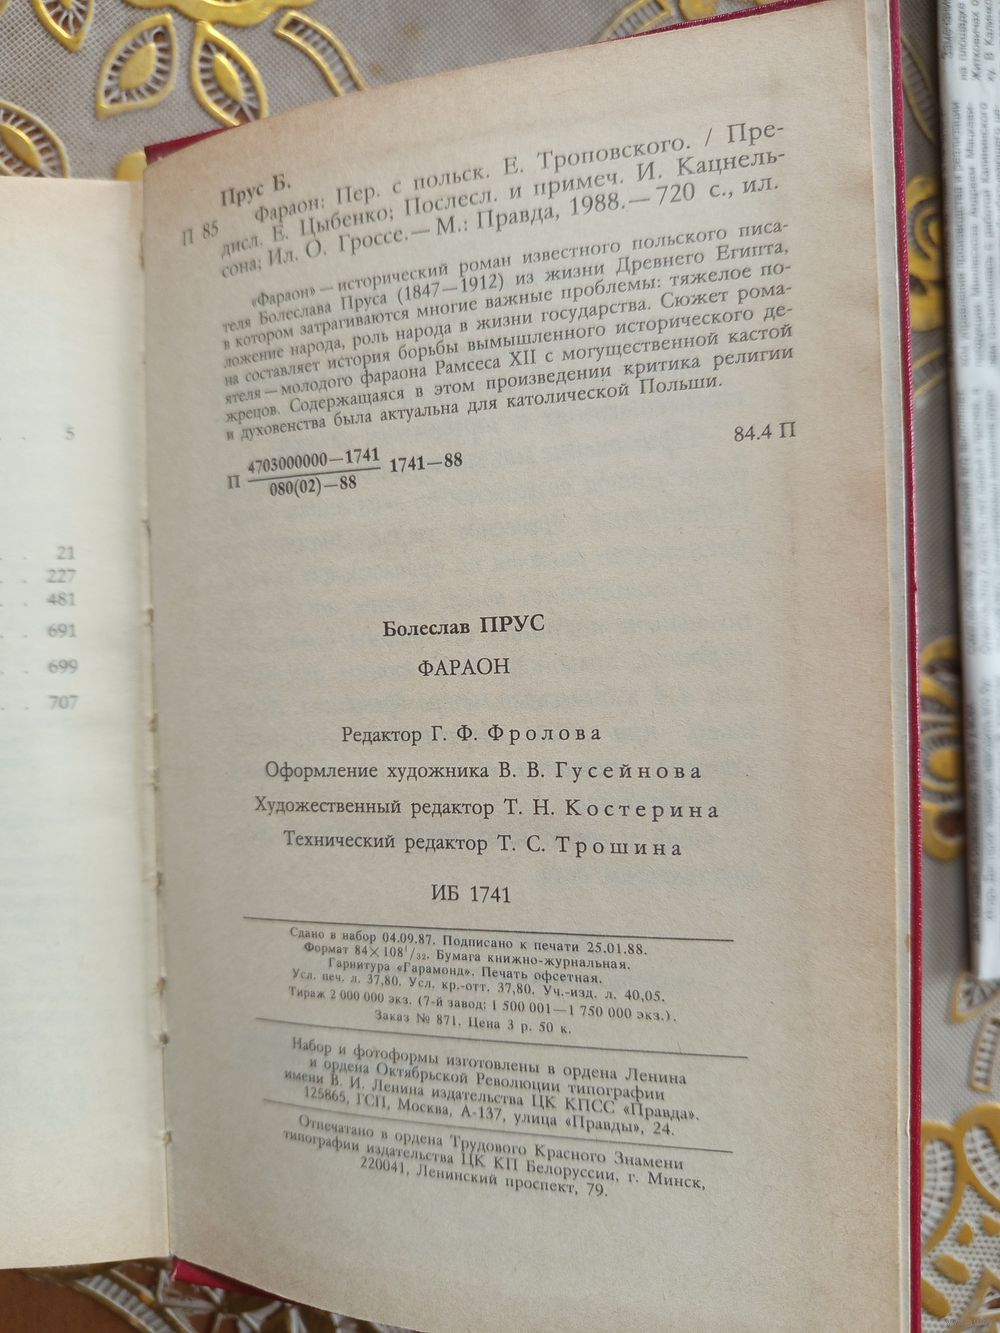 5
21
227
481
691
699
707
Прус Б.
П 85
Фараон: Пер. с польск. Е. Троповского. / Пре-
дисл. Е. Цыбенко; Послесл. и примеч. И. Кацнель-
сона; Ил. О. Гроссе.— М.: Правда, 1988.— 720 с., ил.
«Фараон» — исторический роман известного польского писа-
теля Болеслава Пруса (1847—1912) из жизни Древнего Египта,
в котором затрагиваются многие важные проблемы: тяжелое по-
ложение народа, роль народа в жизни государства. Сюжет рома-
на составляет история борьбы вымышленного исторического де-
ятеля — молодого фараона Рамсеса XII с могущественной кастой
жрецов. Содержащаяся в этом произведении критика религии
и духовенства была актуальна для католической Польши.
П 4703000000—1741
080(02)—88
1741—88
84.4 П
Болеслав ПРУС
ФАРАОН
Редактор Г. Ф. Фролова
Оформление художника В. В. Гусейнова
Художественный редактор Т. Н. Костерина
Технический редактор Т. С. Трошина
ИБ 1741
Сдано в набор 04.09.87. Подписано к печати 25.01.88.
Формат 84×108¹/₃₂. Бумага книжно-журнальная.
Гарнитура «Гарамонд». Печать офсетная.
Усл. печ. л. 37,80. Усл. кр.-отт. 37,80. Уч.-изд. л. 40,05.
Тираж 2 000 000 экз. (7-й завод: 1 500 001—1 750 000 экз.).
Заказ № 871. Цена 3 р. 50 к.
Набор и фотоформы изготовлены в ордена Ленина
и ордена Октябрьской Революции типографии
имени В. И. Ленина издательства ЦК КПСС «Правда».
125865, ГСП, Москва, А-137, улица «Правды», 24.
Отпечатано в ордена Трудового Красного Знамени
типографии издательства ЦК КП Белоруссии, г. Минск,
220041, Ленинский проспект, 79.